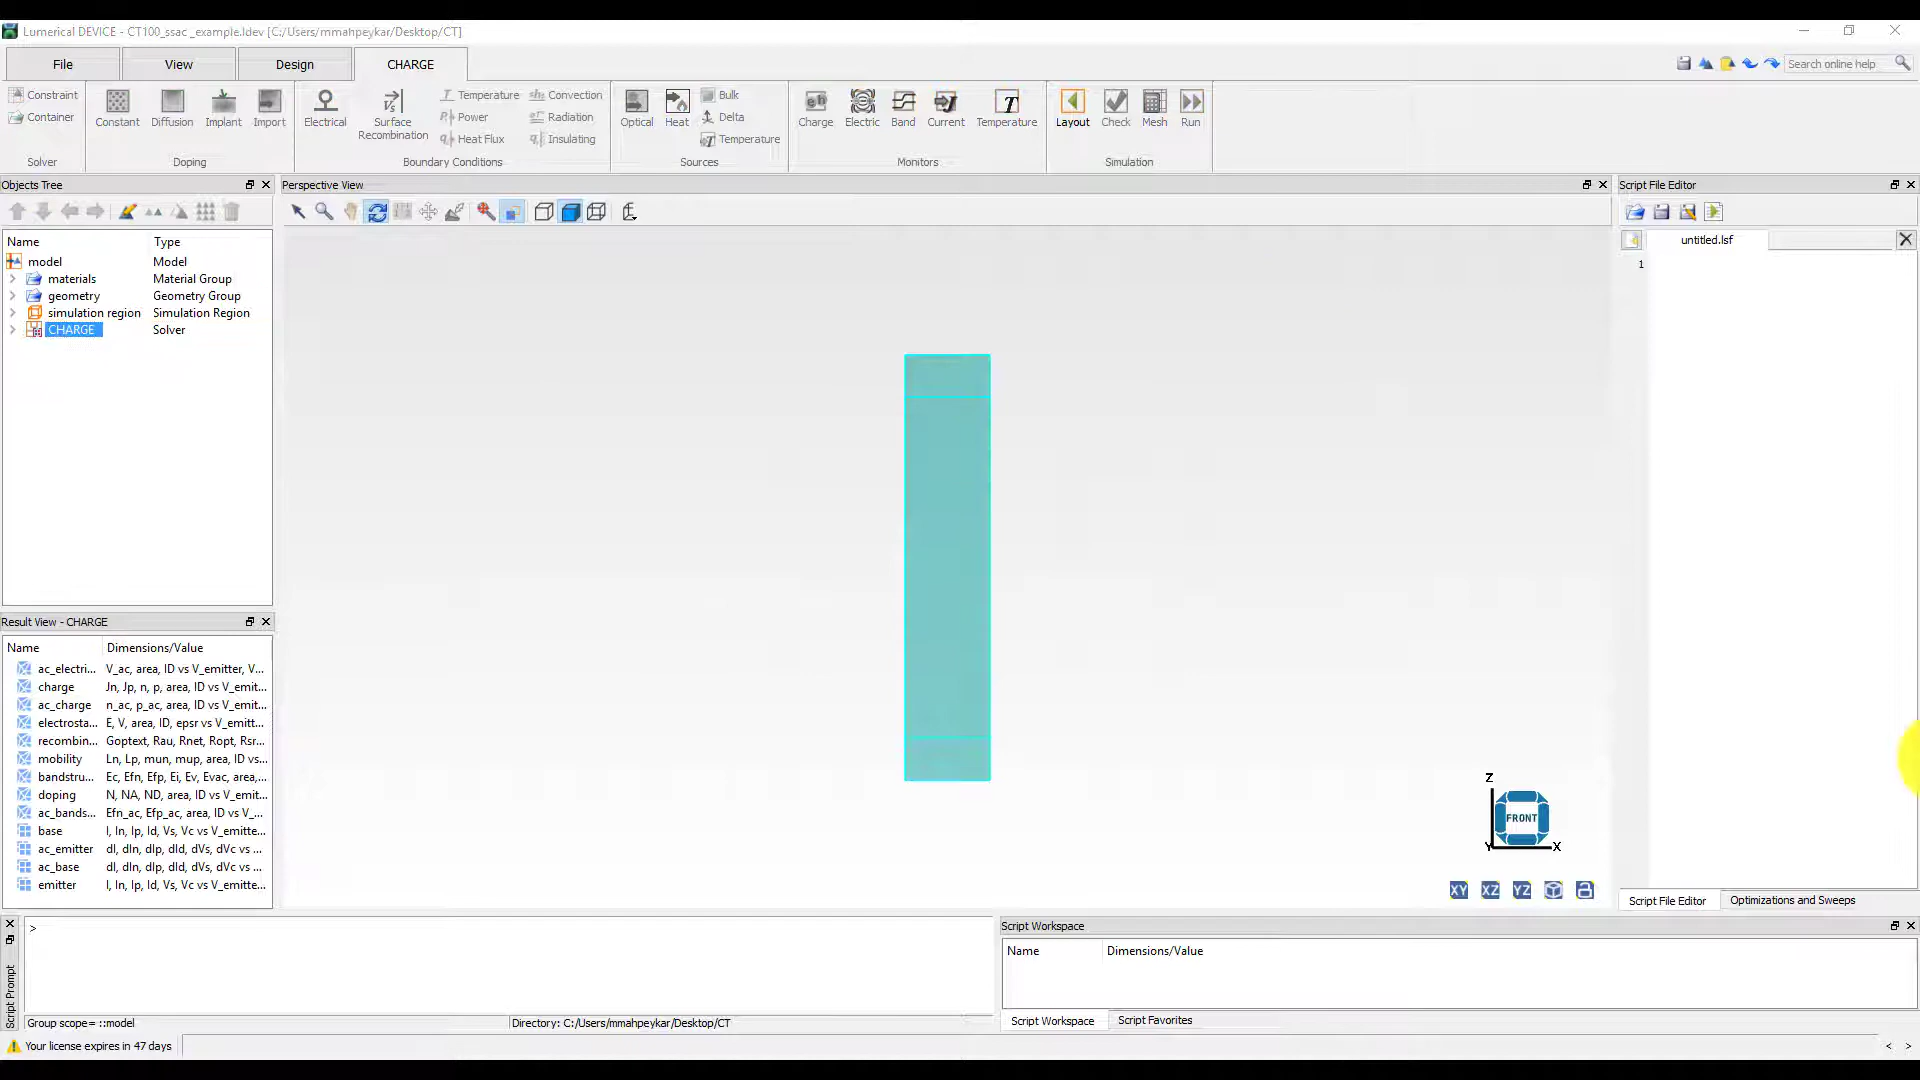 Lumerical DEVICE - CT100_ssac _example.ldev [C:/Users/mmahpeykar/Desktop/CT]
File View Design CHARGE Search online help
Constraint
Container
Solver
Constant Diffusion Implant Import
Doping
Electrical Surface Recombination
Temperature Convection
Power Radiation
Heat Flux Insulating
Boundary Conditions
Optical Heat
Bulk
Delta
Temperature
Sources
Charge Electric Band Current Temperature
Monitors
Layout Check Mesh Run
Simulation
Objects Tree
Name Type
model Model
materials Material Group
geometry Geometry Group
simulation region Simulation Region
CHARGE Solver
Result View - CHARGE
Name Dimensions/Value
ac_electri... V_ac, area, ID vs V_emitter, V...
charge Jn, Jp, n, p, area, ID vs V_emit...
ac_charge n_ac, p_ac, area, ID vs V_emit...
electrosta... E, V, area, ID, epsr vs V_emitt...
recombin... Goptext, Rau, Rnet, Ropt, Rsr...
mobility Ln, Lp, mun, mup, area, ID vs...
bandstru... Ec, Efn, Efp, Ei, Ev, Evac, area,...
doping N, NA, ND, area, ID vs V_emit...
ac_bands... Efn_ac, Efp_ac, area, ID vs V_...
base I, In, Ip, Id, Vs, Vc vs V_emitte...
ac_emitter dI, dIn, dIp, dId, dVs, dVc vs ...
ac_base dI, dIn, dIp, dId, dVs, dVc vs ...
emitter I, In, Ip, Id, Vs, Vc vs V_emitte...
Perspective View
Z
FRONT
Y X
XY XZ YZ
Script File Editor
untitled.lsf
1
Script File Editor Optimizations and Sweeps
Script Prompt
>
Group scope= ::model Directory: C:/Users/mmahpeykar/Desktop/CT
Script Workspace
Name Dimensions/Value
Script Workspace Script Favorites
Your license expires in 47 days